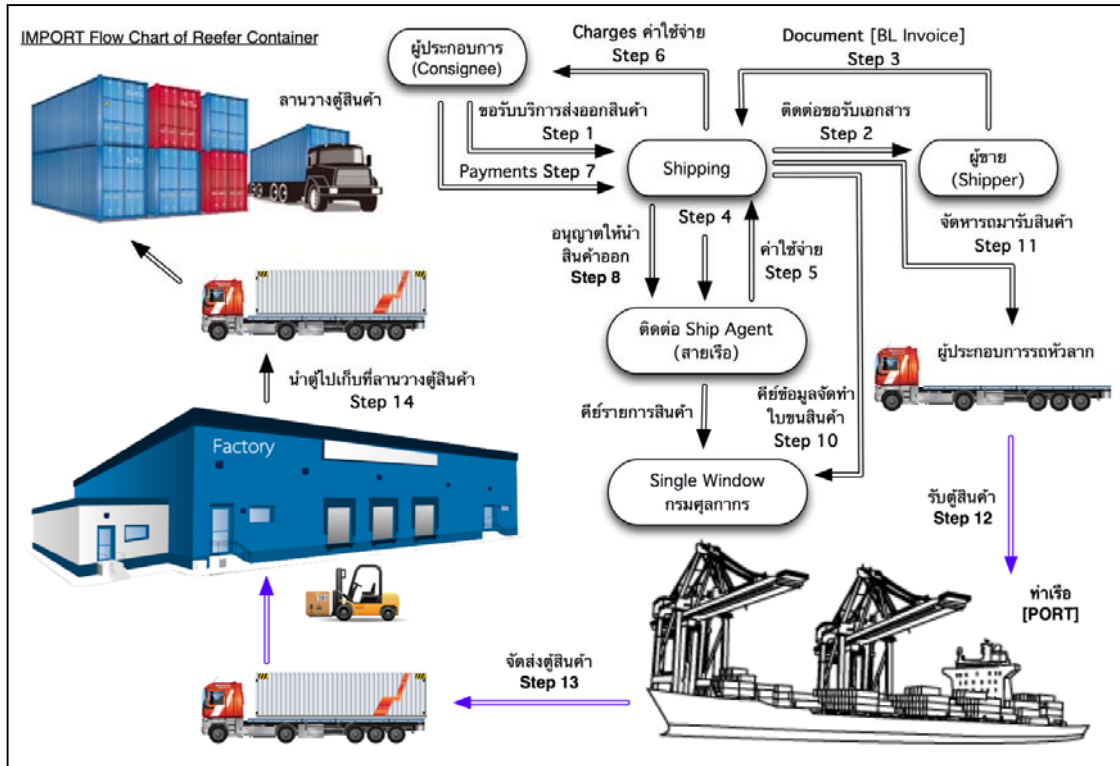 IMPORT Flow Chart of Reefer Container
ผู้ประกอบการ
(Consignee)
Charges ค่าใช้จ่าย
Step 6
Document [BL Invoice]
Step 3
ลานวางตู้สินค้า
ขอรับบริการส่งออกสินค้า
Step 1
ติดต่อขอรับเอกสาร
Step 2
Payments Step 7
Shipping
ผู้ขาย
(Shipper)
Step 4
อนุญาตให้นำ
สินค้าออก
Step 8
ค่าใช้จ่าย
Step 5
จัดหารถมารับสินค้า
Step 11
ติดต่อ Ship Agent
(สายเรือ)
ผู้ประกอบการรถหัวลาก
นำตู้ไปเก็บที่ลานวางตู้สินค้า
Step 14
คีย์รายการสินค้า
คีย์ข้อมูลจัดทำ
ใบขนสินค้า
Step 10
Factory
Single Window
กรมศุลกากร
รับตู้สินค้า
Step 12
ท่าเรือ
[PORT]
จัดส่งตู้สินค้า
Step 13